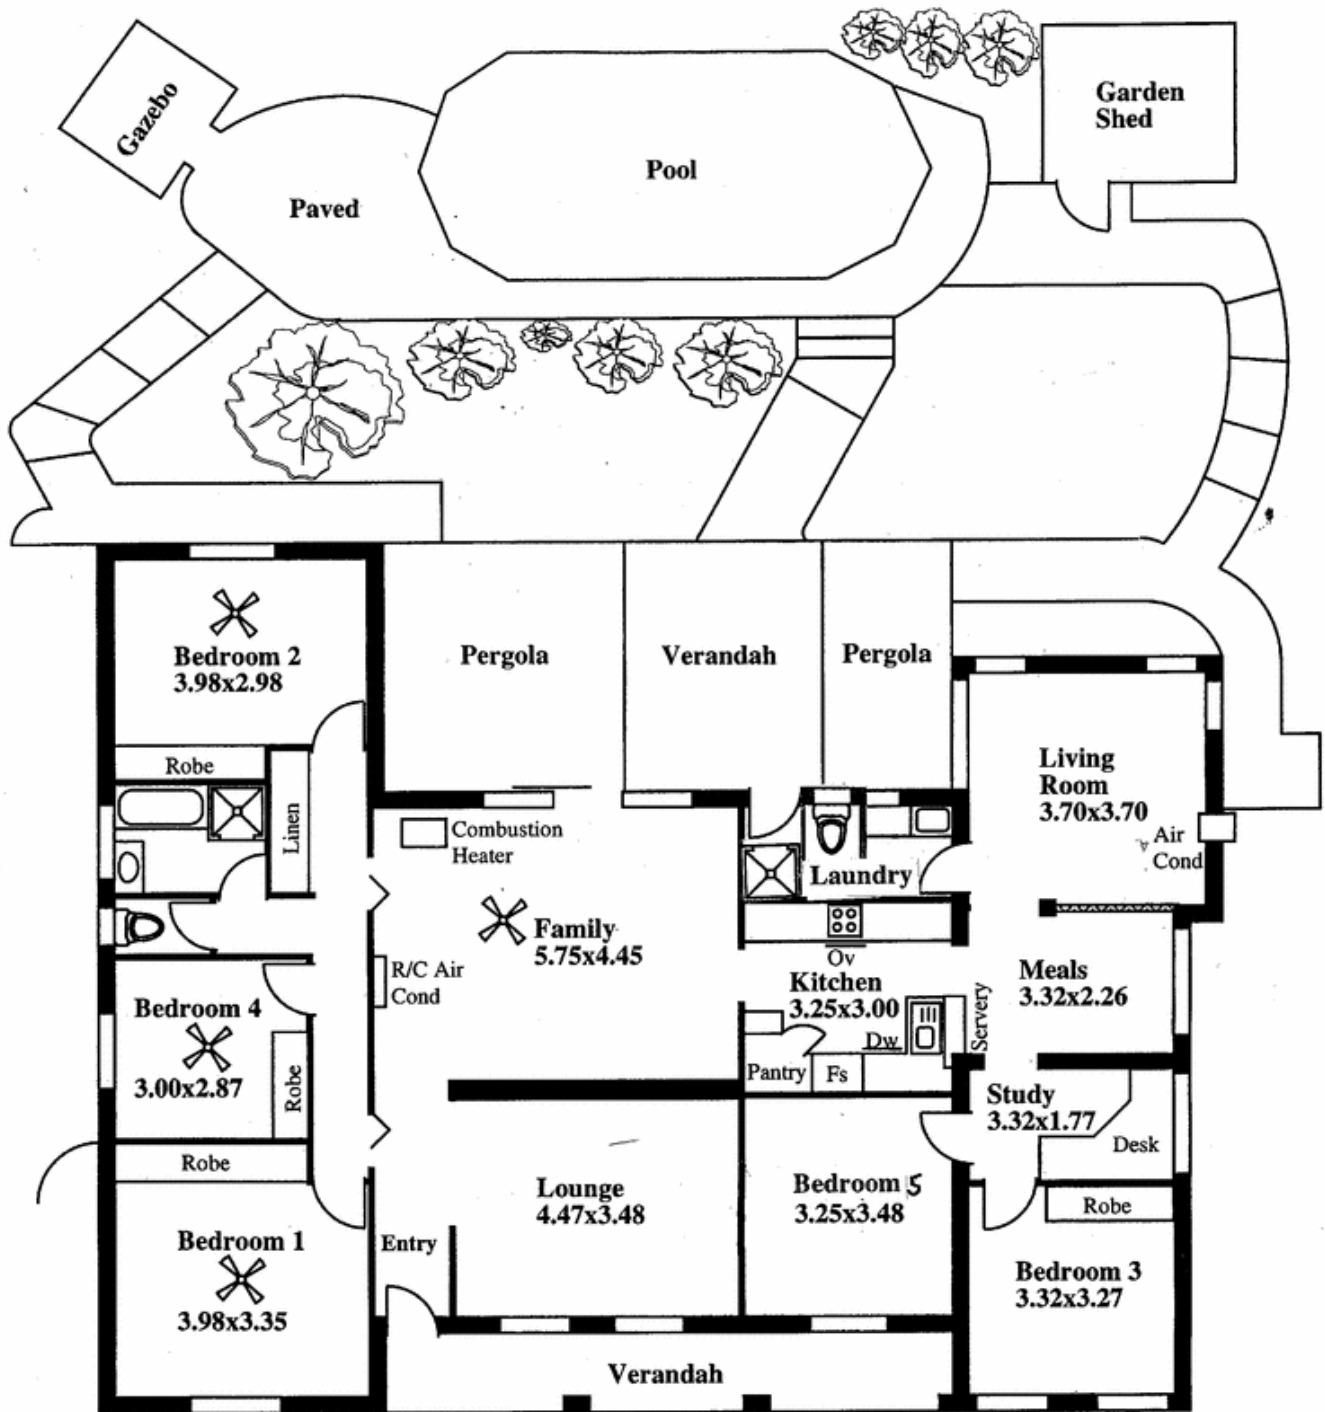 Gazebo
Garden
Shed
Pool
Paved
Bedroom 2
3.98x2.98
Pergola
Verandah
Pergola
Robe
Linen
Living
Room
3.70x3.70
Air
Cond
Combustion
Heater
Laundry
Family
5.75x4.45
Ov
Kitchen
3.25x3.00
Meals
3.32x2.26
R/C Air
Cond
Servery
Bedroom 4
3.00x2.87
Robe
Dw
Pantry
Fs
Study
3.32x1.77
Desk
Robe
Lounge
4.47x3.48
Bedroom 5
3.25x3.48
Robe
Bedroom 1
3.98x3.35
Entry
Bedroom 3
3.32x3.27
Verandah